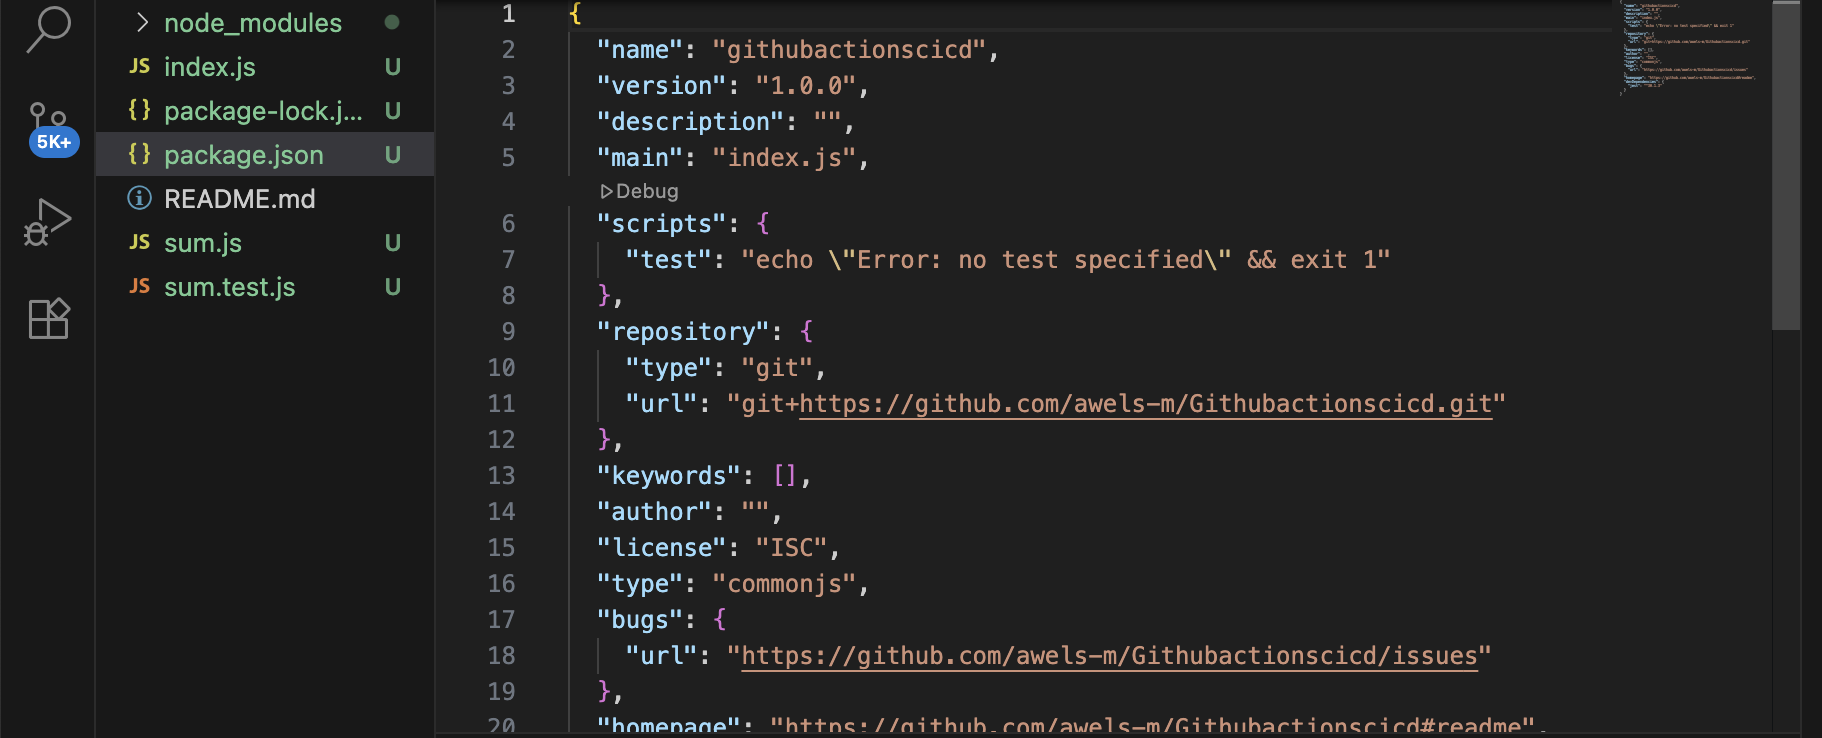 node_modules
JS index.js U
{} package-lock.j... U
5K+
{} package.json U
README.md
JS sum.js U
JS sum.test.js U
1 {
2 "name": "githubactionscicd",
3 "version": "1.0.0",
4 "description": "",
5 "main": "index.js",
Debug
6 "scripts": {
7 "test": "echo \"Error: no test specified\" && exit 1"
8 },
9 "repository": {
10 "type": "git",
11 "url": "git+https://github.com/awels-m/Githubactionscicd.git"
12 },
13 "keywords": [],
14 "author": "",
15 "license": "ISC",
16 "type": "commonjs",
17 "bugs": {
18 "url": "https://github.com/awels-m/Githubactionscicd/issues"
19 },
20 "homepage": "https://github.com/awels-m/Githubactionscicd#readme",